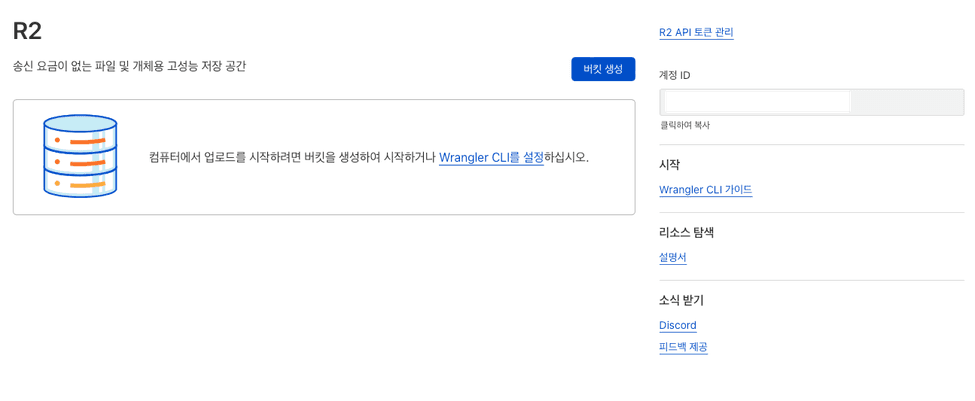 R2
송신 요금이 없는 파일 및 개체용 고성능 저장 공간
버킷 생성
컴퓨터에서 업로드를 시작하려면 버킷을 생성하여 시작하거나 Wrangler CLI를 설정하십시오.
R2 API 토큰 관리
계정 ID
클릭하여 복사
시작
Wrangler CLI 가이드
리소스 탐색
설명서
소식 받기
Discord
피드백 제공